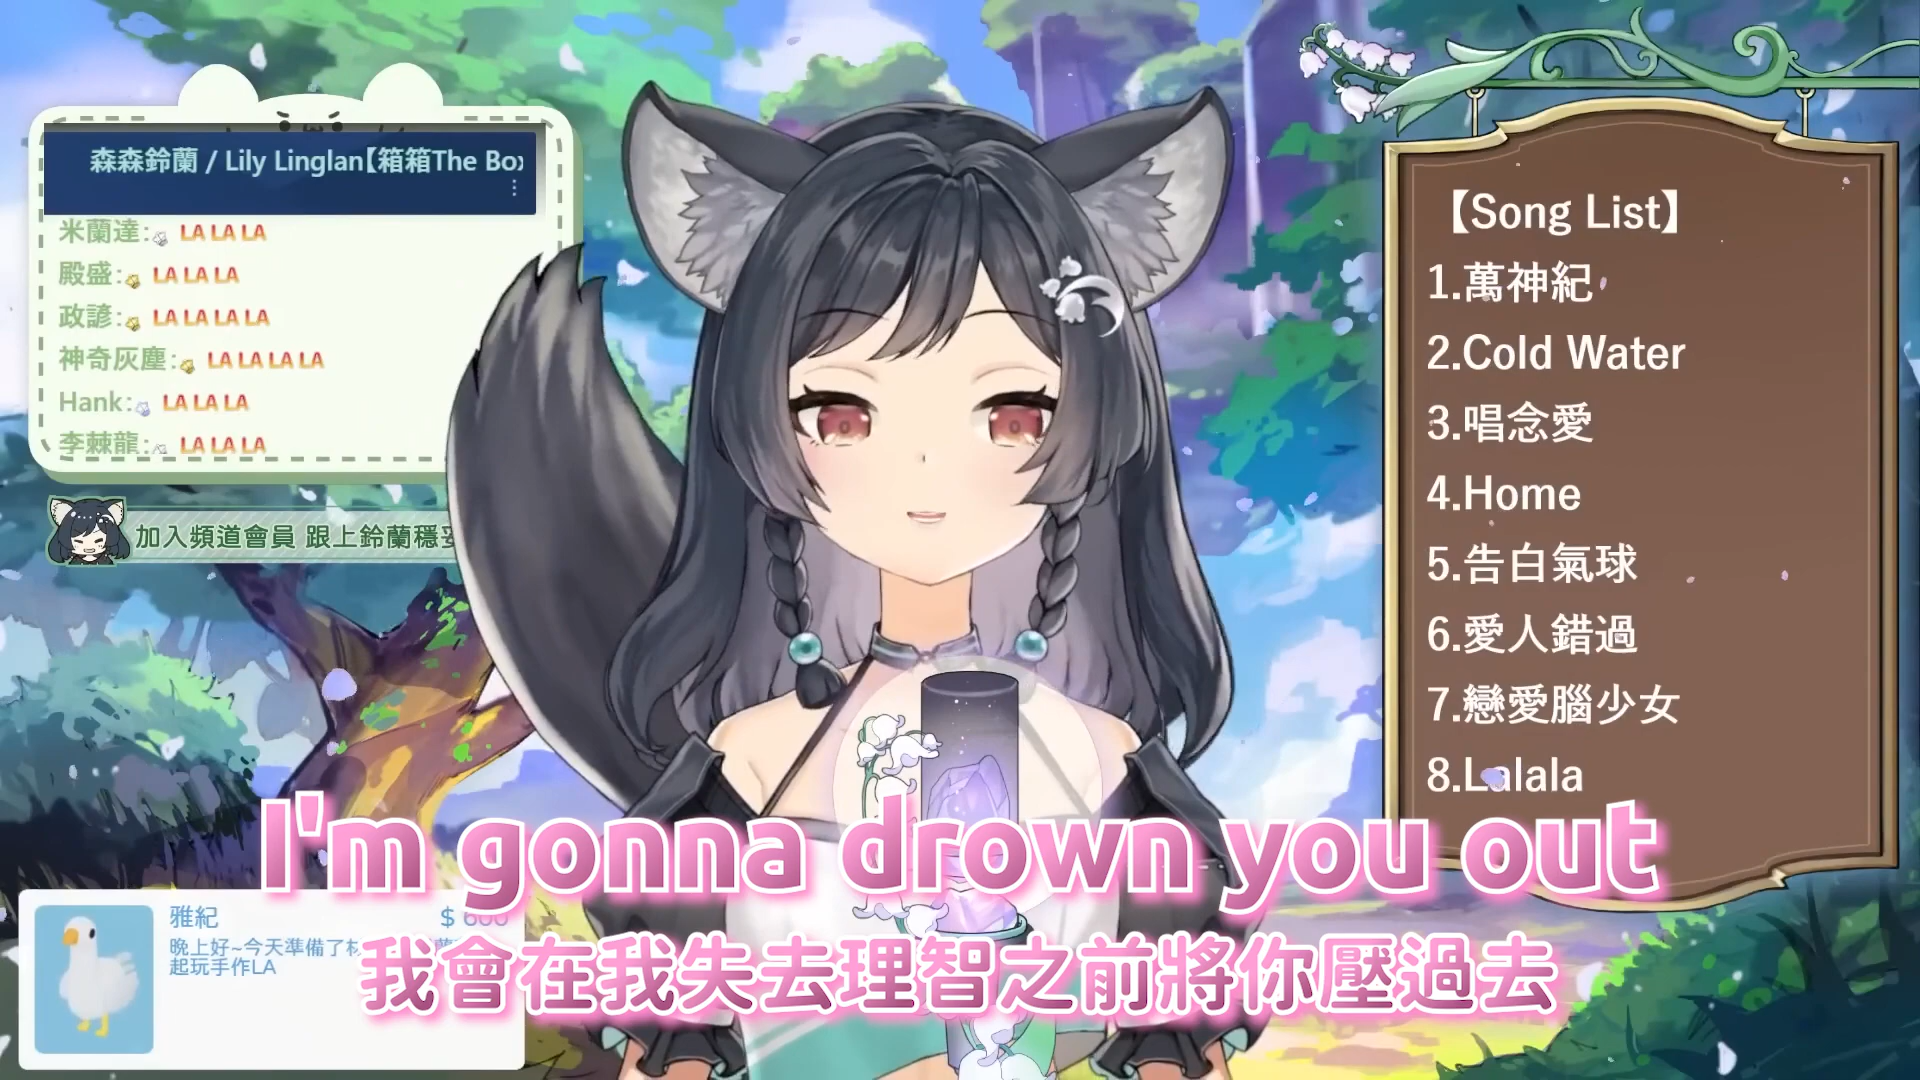 森森鈴蘭 / Lily Linglan【箱箱The Box
米蘭達: LA LA LA
殿盛: LA LA LA
政諺: LA LA LA LA
神奇灰塵: LA LA LA LA
Hank: LA LA LA
李棘龍: LA LA LA
加入頻道會員 跟上鈴蘭穩妥
【Song List】
1.萬神紀
2.Cold Water
3.唱念愛
4.Home
5.告白氣球
6.愛人錯過
7.戀愛腦少女
8.Lalala
I'm gonna drown you out
我會在我失去理智之前將你壓過去
雅紀 $ 600
晚上好~今天準備了
起玩手作LA